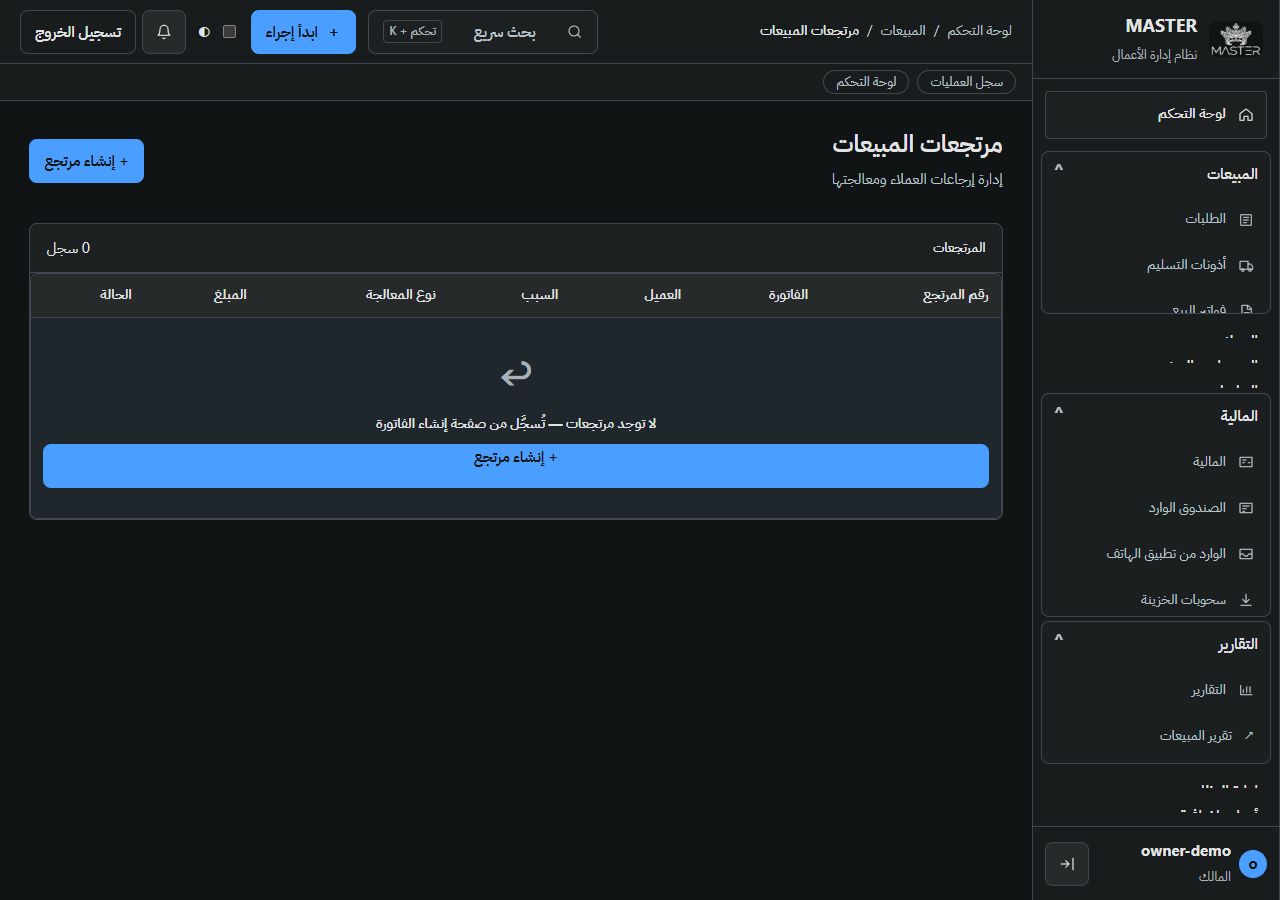 MASTER
MASTER
نظام إدارة الأعمال
لوحة التحكم
المبيعات
الطلبات
أذونات التسليم
فواتير البيع
المالية
المالية
الصندوق الوارد
الوارد من تطبيق الهاتف
سحوبات الخزينة
التقارير
التقارير
تقرير المبيعات
owner-demo
المالك
o
لوحة التحكم / المبيعات / مرتجعات المبيعات
بحث سريع تحكم + K
+ ابدأ إجراء
تسجيل الخروج
سجل العمليات
لوحة التحكم
مرتجعات المبيعات
إدارة إرجاعات العملاء ومعالجتها
+ إنشاء مرتجع
المرتجعات
0 سجل
رقم المرتجع الفاتورة العميل السبب نوع المعالجة المبلغ الحالة
لا توجد مرتجعات — تُسجَّل من صفحة إنشاء الفاتورة
+ إنشاء مرتجع